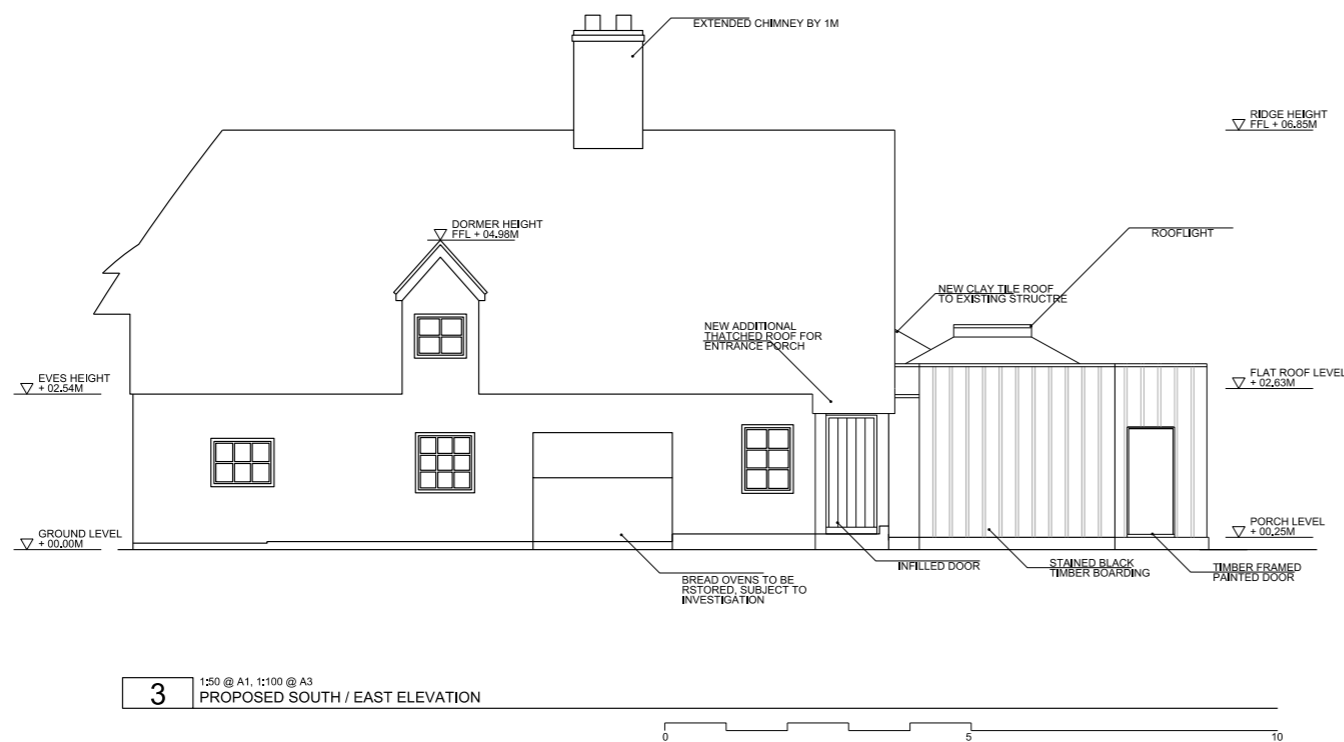 EXTENDED CHIMNEY BY 1M
RIDGE HEIGHT
FFL + 06.85M
DORMER HEIGHT
FFL + 04.98M
ROOFLIGHT
NEW CLAY TILE ROOF
TO EXISTING STRUCTRE
NEW ADDITIONAL
THATCHED ROOF FOR
ENTRANCE PORCH
EVES HEIGHT
+ 02.54M
FLAT ROOF LEVEL
+ 02.63M
GROUND LEVEL
+ 00.00M
PORCH LEVEL
+ 00.25M
BREAD OVENS TO BE
RSTORED, SUBJECT TO
INVESTIGATION
INFILLED DOOR
STAINED BLACK
TIMBER BOARDING
TIMBER FRAMED
PAINTED DOOR
3
1:50 @ A1, 1:100 @ A3
PROPOSED SOUTH / EAST ELEVATION
0 5 10